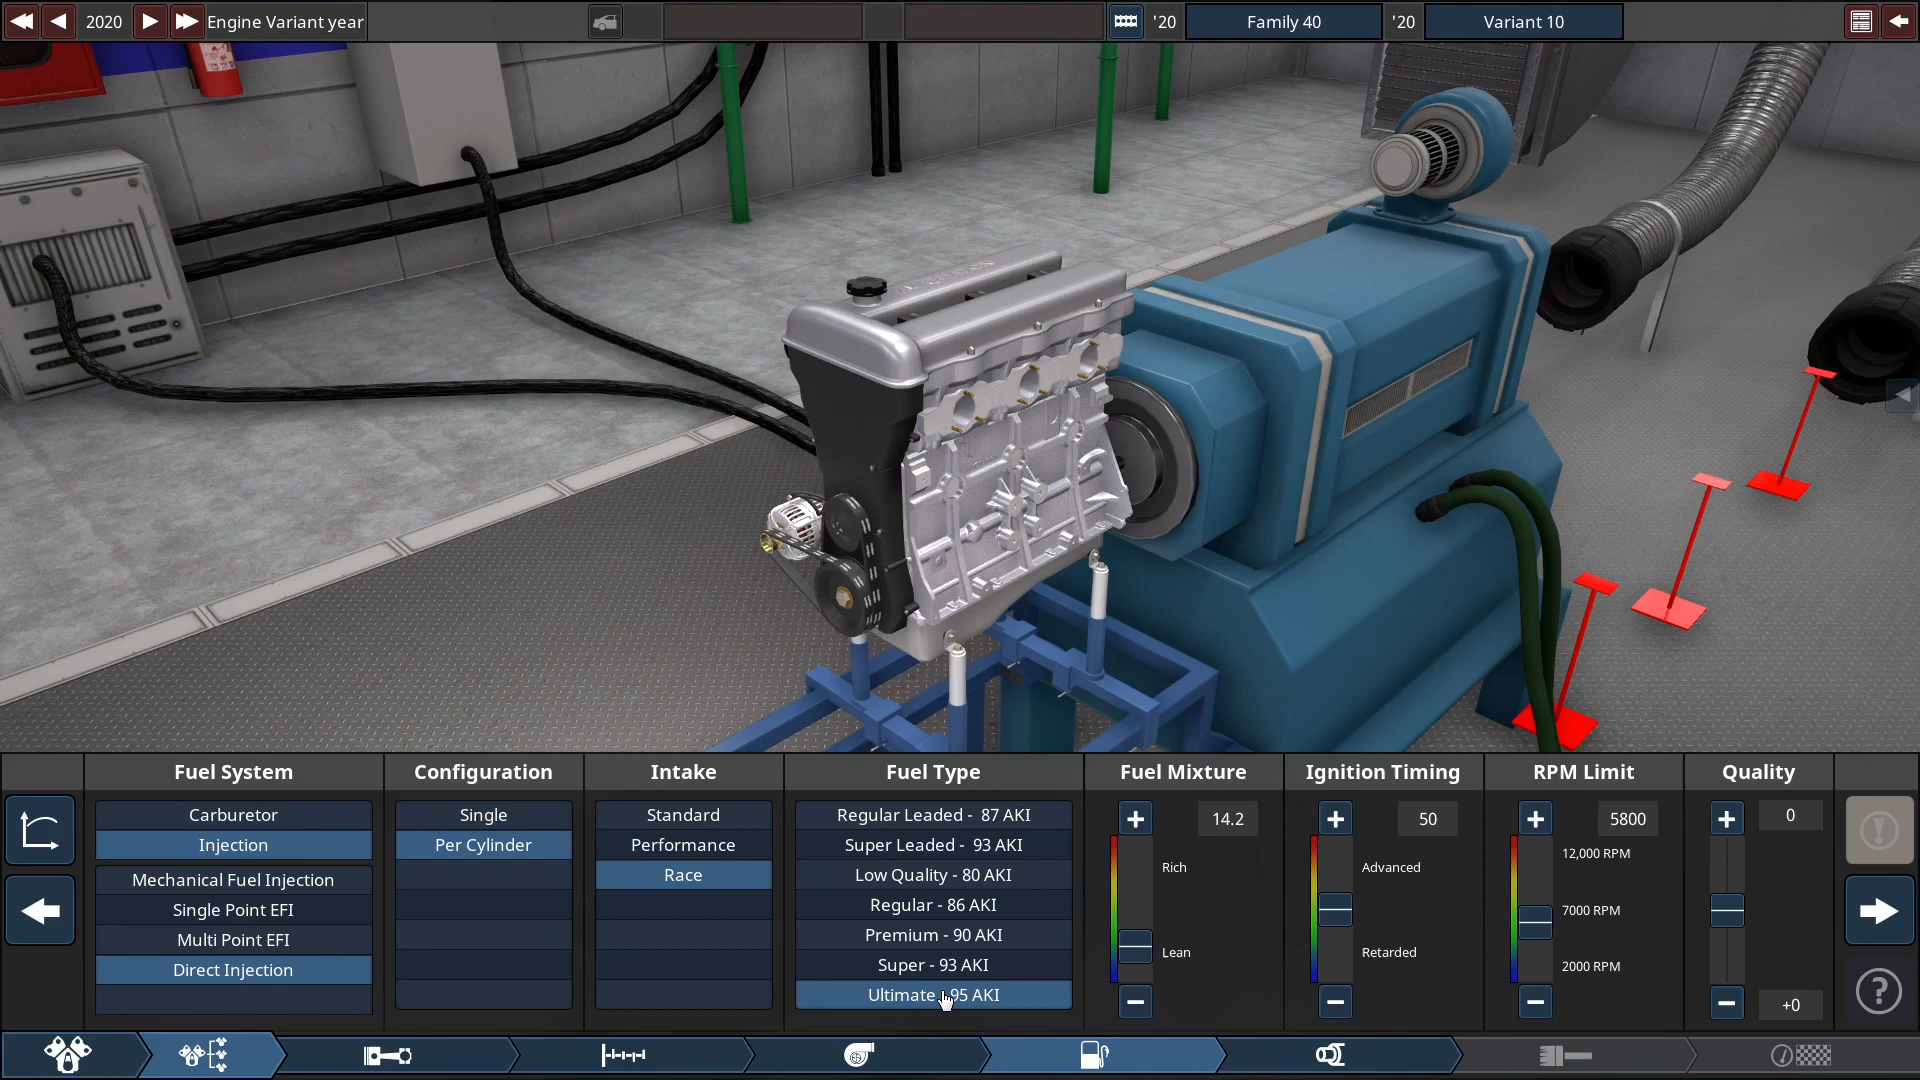 2020 Engine Variant year '20 Family 40 '20 Variant 10
Fuel System Configuration Intake Fuel Type Fuel Mixture Ignition Timing RPM Limit Quality
Carburetor
Injection
Mechanical Fuel Injection
Single Point EFI
Multi Point EFI
Direct Injection
Single
Per Cylinder
Standard
Performance
Race
Regular Leaded - 87 AKI
Super Leaded - 93 AKI
Low Quality - 80 AKI
Regular - 86 AKI
Premium - 90 AKI
Super - 93 AKI
Ultimate - 95 AKI
+ 14.2
Rich
Lean
−
+ 50
Advanced
Retarded
−
+ 5800
12,000 RPM
7000 RPM
2000 RPM
−
+ 0
− +0
?